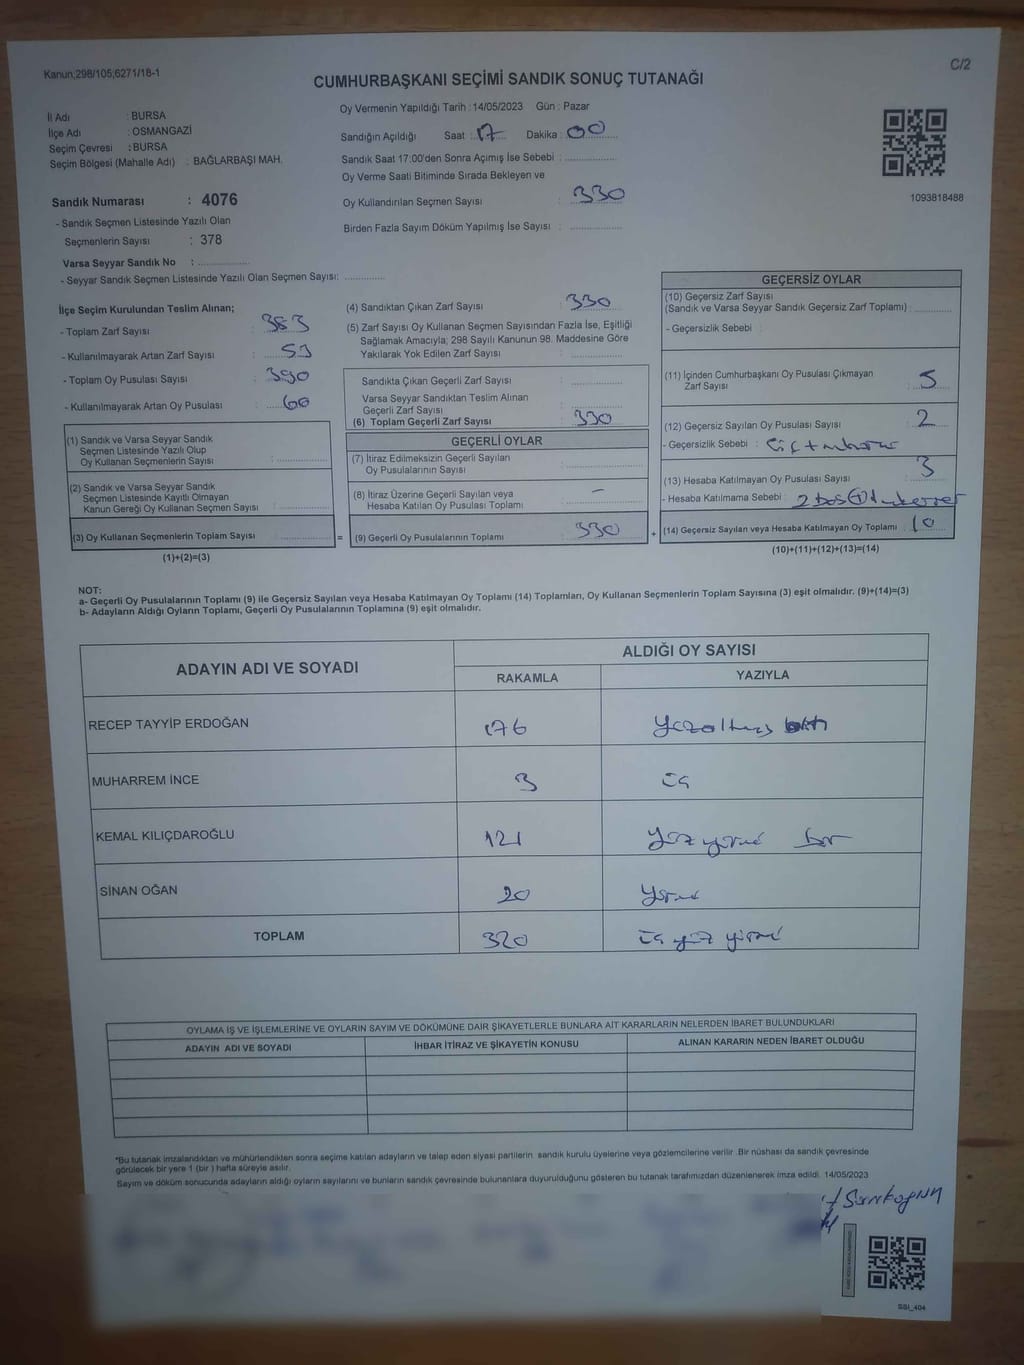 Kanun;298/105;6271/18-1
C/2
CUMHURBAŞKANI SEÇİMİ SANDIK SONUÇ TUTANAĞI
İl Adı : BURSA
İlçe Adı : OSMANGAZİ
Seçim Çevresi : BURSA
Seçim Bölgesi (Mahalle Adı) : BAĞLARBAŞI MAH.
Sandık Numarası : 4076
- Sandık Seçmen Listesinde Yazılı Olan
Seçmenlerin Sayısı : 378
Varsa Seyyar Sandık No :
- Seyyar Sandık Seçmen Listesinde Yazılı Olan Seçmen Sayısı:
Oy Vermenin Yapıldığı Tarih : 14/05/2023 Gün : Pazar
Sandığın Açıldığı Saat : 17 Dakika : 00
Sandık Saat 17:00'den Sonra Açımış İse Sebebi :
Oy Verme Saati Bitiminde Sırada Bekleyen ve
Oy Kullandırılan Seçmen Sayısı : 330
Birden Fazla Sayım Döküm Yapılmış İse Sayısı :
1093818488
İlçe Seçim Kurulundan Teslim Alınan;
- Toplam Zarf Sayısı : 383
- Kullanılmayarak Artan Zarf Sayısı : 53
- Toplam Oy Pusulası Sayısı : 390
- Kullanılmayarak Artan Oy Pusulası : 60
(1) Sandık ve Varsa Seyyar Sandık
Seçmen Listesinde Yazılı Olup
Oy Kullanan Seçmenlerin Sayısı :
(2) Sandık ve Varsa Seyyar Sandık
Seçmen Listesinde Kayıtlı Olmayan
Kanun Gereği Oy Kullanan Seçmen Sayısı :
(3) Oy Kullanan Seçmenlerin Toplam Sayısı : =
(1)+(2)=(3)
(4) Sandıktan Çıkan Zarf Sayısı : 330
(5) Zarf Sayısı Oy Kullanan Seçmen Sayısından Fazla İse, Eşitliği
Sağlamak Amacıyla; 298 Sayılı Kanunun 98. Maddesine Göre
Yakılarak Yok Edilen Zarf Sayısı :
Sandıkta Çıkan Geçerli Zarf Sayısı :
Varsa Seyyar Sandıktan Teslim Alınan
Geçerli Zarf Sayısı :
(6) Toplam Geçerli Zarf Sayısı : 330
GEÇERLİ OYLAR
(7) İtiraz Edilmeksizin Geçerli Sayılan
Oy Pusulalarının Sayısı :
(8) İtiraz Üzerine Geçerli Sayılan veya
Hesaba Katılan Oy Pusulası Toplamı : –
(9) Geçerli Oy Pusulalarının Toplamı : 330 +
GEÇERSİZ OYLAR
(10) Geçersiz Zarf Sayısı
(Sandık ve Varsa Seyyar Sandık Geçersiz Zarf Toplamı) :
- Geçersizlik Sebebi :
(11) İçinden Cumhurbaşkanı Oy Pusulası Çıkmayan
Zarf Sayısı : 5
(12) Geçersiz Sayılan Oy Pusulası Sayısı : 2
- Geçersizlik Sebebi :
(13) Hesaba Katılmayan Oy Pusulası Sayısı : 3
- Hesaba Katılmama Sebebi : 2 boş
(14) Geçersiz Sayılan veya Hesaba Katılmayan Oy Toplamı : 10
(10)+(11)+(12)+(13)=(14)
NOT:
a- Geçerli Oy Pusulalarının Toplamı (9) ile Geçersiz Sayılan veya Hesaba Katılmayan Oy Toplamı (14) Toplamları, Oy Kullanan Seçmenlerin Toplam Sayısına (3) eşit olmalıdır. (9)+(14)=(3)
b- Adayların Aldığı Oyların Toplamı, Geçerli Oy Pusulalarının Toplamına (9) eşit olmalıdır.
ADAYIN ADI VE SOYADI
ALDIĞI OY SAYISI
RAKAMLA YAZIYLA
RECEP TAYYİP ERDOĞAN 176 Yüzaltmış
MUHARREM İNCE 3 üç
KEMAL KILIÇDAROĞLU 121 Yüz yirmi bir
SİNAN OĞAN 20 Yirmi
TOPLAM 320 üç yüz yirmi
OYLAMA İŞ VE İŞLEMLERİNE VE OYLARIN SAYIM VE DÖKÜMÜNE DAİR ŞİKAYETLERLE BUNLARA AİT KARARLARIN NELERDEN İBARET BULUNDUKLARI
ADAYIN ADI VE SOYADI İHBAR İTİRAZ VE ŞİKAYETİN KONUSU ALINAN KARARIN NEDEN İBARET OLDUĞU
*Bu tutanak imzalandıktan ve mühürlendikten sonra seçime katılan adayların ve talep eden siyasi partilerin sandık kurulu üyelerine veya gözlemcilerine verilir. Bir nüshası da sandık çevresinde
görülecek bir yere 1 (bir ) hafta süreyle asılır.
Sayım ve döküm sonucunda adayların aldığı oyların sayılarını ve bunların sandık çevresinde bulunanlara duyurulduğunu gösteren bu tutanak tarafımızdan düzenlenerek imza edildi. 14/05/2023
SSI_404